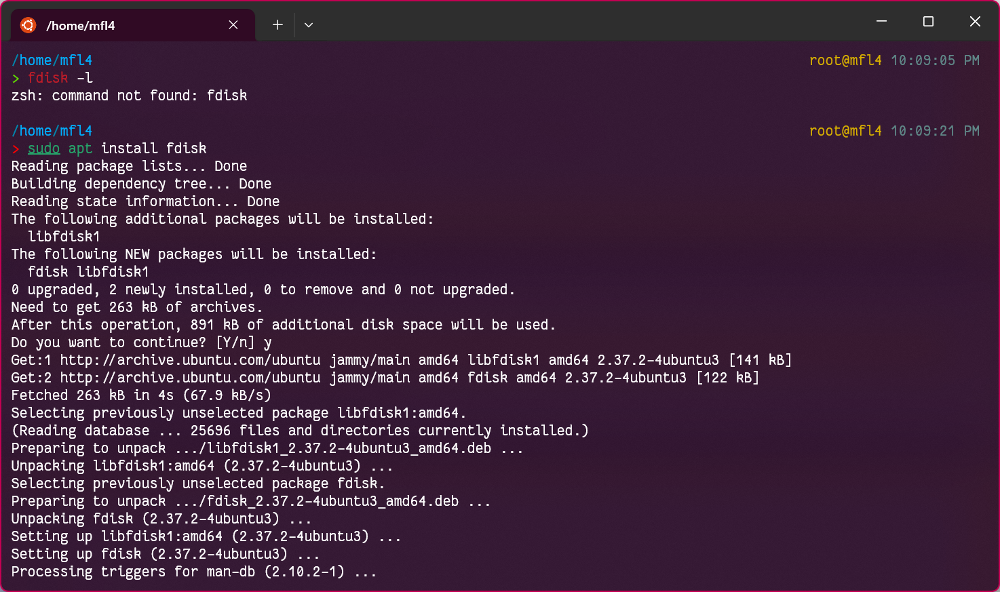 /home/mfl4
/home/mfl4 root@mfl4 10:09:05 PM
> fdisk -l
zsh: command not found: fdisk
/home/mfl4 root@mfl4 10:09:21 PM
> sudo apt install fdisk
Reading package lists... Done
Building dependency tree... Done
Reading state information... Done
The following additional packages will be installed:
  libfdisk1
The following NEW packages will be installed:
  fdisk libfdisk1
0 upgraded, 2 newly installed, 0 to remove and 0 not upgraded.
Need to get 263 kB of archives.
After this operation, 891 kB of additional disk space will be used.
Do you want to continue? [Y/n] y
Get:1 http://archive.ubuntu.com/ubuntu jammy/main amd64 libfdisk1 amd64 2.37.2-4ubuntu3 [141 kB]
Get:2 http://archive.ubuntu.com/ubuntu jammy/main amd64 fdisk amd64 2.37.2-4ubuntu3 [122 kB]
Fetched 263 kB in 4s (67.9 kB/s)
Selecting previously unselected package libfdisk1:amd64.
(Reading database ... 25696 files and directories currently installed.)
Preparing to unpack .../libfdisk1_2.37.2-4ubuntu3_amd64.deb ...
Unpacking libfdisk1:amd64 (2.37.2-4ubuntu3) ...
Selecting previously unselected package fdisk.
Preparing to unpack .../fdisk_2.37.2-4ubuntu3_amd64.deb ...
Unpacking fdisk (2.37.2-4ubuntu3) ...
Setting up libfdisk1:amd64 (2.37.2-4ubuntu3) ...
Setting up fdisk (2.37.2-4ubuntu3) ...
Processing triggers for man-db (2.10.2-1) ...